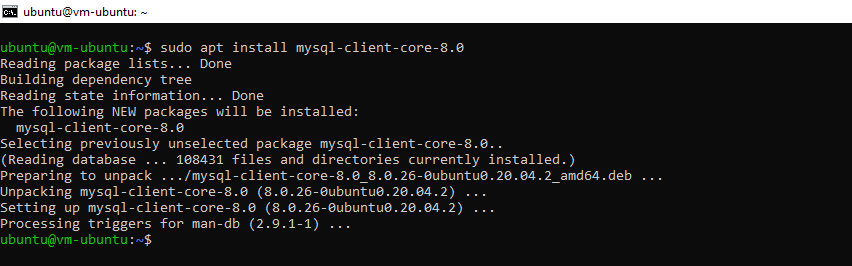 ubuntu@vm-ubuntu: ~
ubuntu@vm-ubuntu:~$ sudo apt install mysql-client-core-8.0
Reading package lists... Done
Building dependency tree
Reading state information... Done
The following NEW packages will be installed:
  mysql-client-core-8.0
Selecting previously unselected package mysql-client-core-8.0..
(Reading database ... 108431 files and directories currently installed.)
Preparing to unpack .../mysql-client-core-8.0_8.0.26-0ubuntu0.20.04.2_amd64.deb ...
Unpacking mysql-client-core-8.0 (8.0.26-0ubuntu0.20.04.2) ...
Setting up mysql-client-core-8.0 (8.0.26-0ubuntu0.20.04.2) ...
Processing triggers for man-db (2.9.1-1) ...
ubuntu@vm-ubuntu:~$